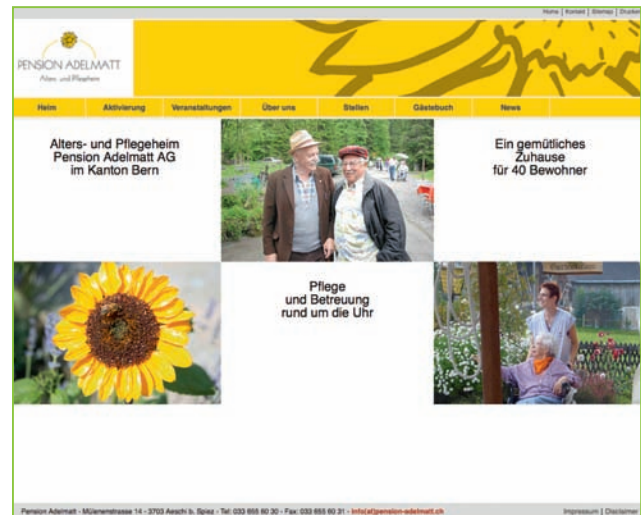 Home | Kontakt | Sitemap | Drucken
PENSION ADELMATT
Alters- und Pflegeheim
Heim Aktivierung Veranstaltungen Über uns Stellen Gästebuch News
Alters- und Pflegeheim
Pension Adelmatt AG
im Kanton Bern
Ein gemütliches
Zuhause
für 40 Bewohner
Pflege
und Betreuung
rund um die Uhr
Pension Adelmatt - Mülenenstrasse 14 - 3703 Aeschi b. Spiez - Tel: 033 655 60 30 - Fax: 033 655 60 31 - info(at)pension-adelmatt.ch
Impressum | Disclaimer